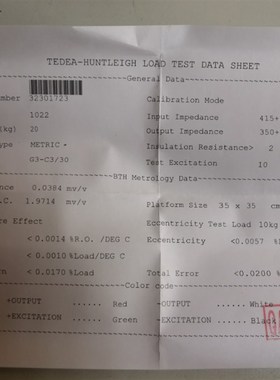 TEDEA-HUNTLEIGH LOAD TEST DATA SHEET
General Data
umber 32301723 Calibration Mode
1022 Input Impedance 415+
(kg) 20 Output Impedance 350+
ype METRIC Insulation Resistance> 2
G3-C3/30 Test Excitation 10
BTH Metrology Data
ance 0.0384 mv/v
.C. 1.9714 mv/v Platform Size 35 x 35 cm
re Effect Eccentricity Test Load 10kg
< 0.0014 %R.O. /DEG C Eccentricity <0.0057 %
< 0.0010 %Load/DEG C
rm < 0.0170 %Load Total Error <0.0200 %
Color code
+OUTPUT ...... Red -OUTPUT ...... White
+EXCITATION ...... Green -EXCITATION ..... Black